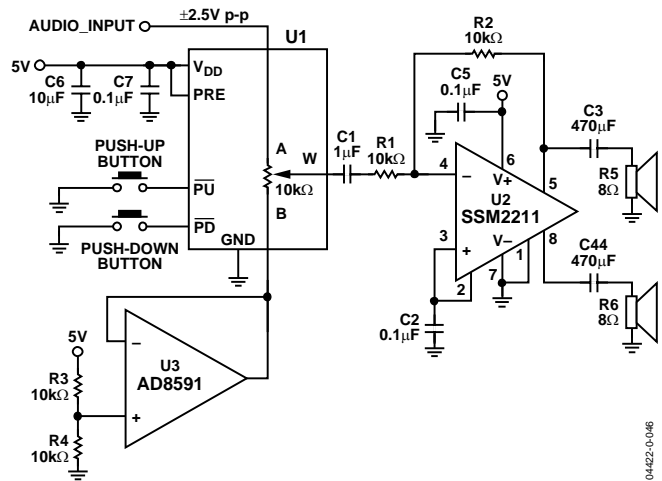 ±2.5V p-p
AUDIO_INPUT
U1
5V
C6
10μF
C7
0.1μF
VDD
PRE
PUSH-UP
BUTTON
PU
PD
PUSH-DOWN
BUTTON
GND
A
W
10kΩ
B
C1
1μF
R1
10kΩ
R2
10kΩ
C5
0.1μF
5V
6
V+
4
–
U2
SSM2211
3
+
2
V–
7
1
5
8
C2
0.1μF
C3
470μF
R5
8Ω
C44
470μF
R6
8Ω
–
U3
AD8591
+
5V
R3
10kΩ
R4
10kΩ
04422-0-046